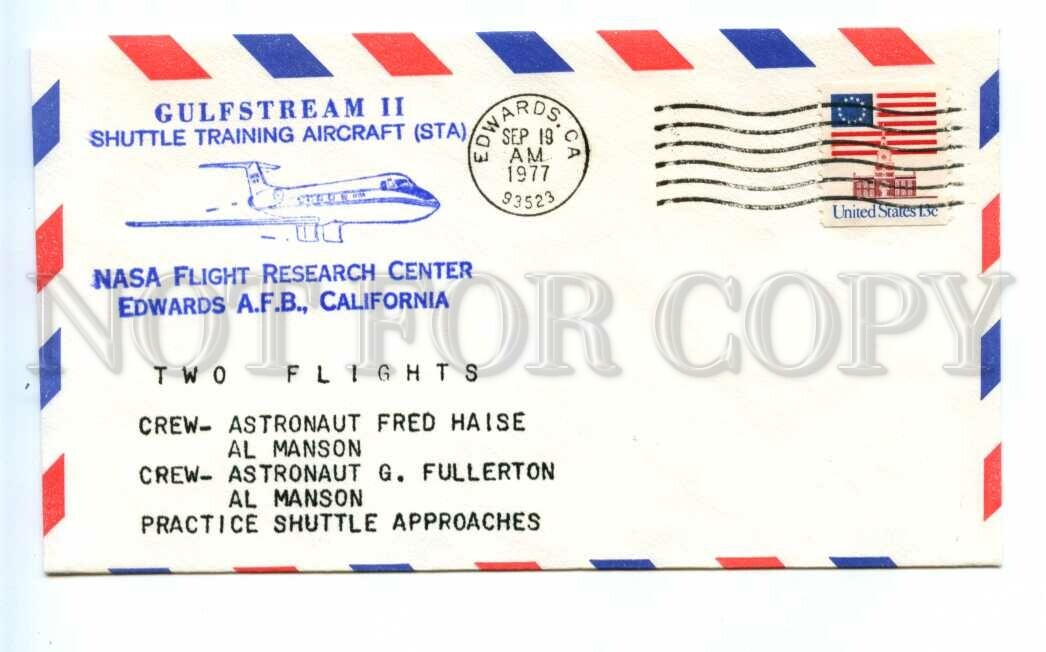 GULFSTREAM II
SHUTTLE TRAINING AIRCRAFT (STA)
EDWARDS, CA
SEP 19
AM
1977
93523
United States 13c
NASA FLIGHT RESEARCH CENTER
EDWARDS A.F.B., CALIFORNIA
NOT FOR COPY
TWO FLIGHTS
CREW- ASTRONAUT FRED HAISE
AL MANSON
CREW- ASTRONAUT G. FULLERTON
AL MANSON
PRACTICE SHUTTLE APPROACHES